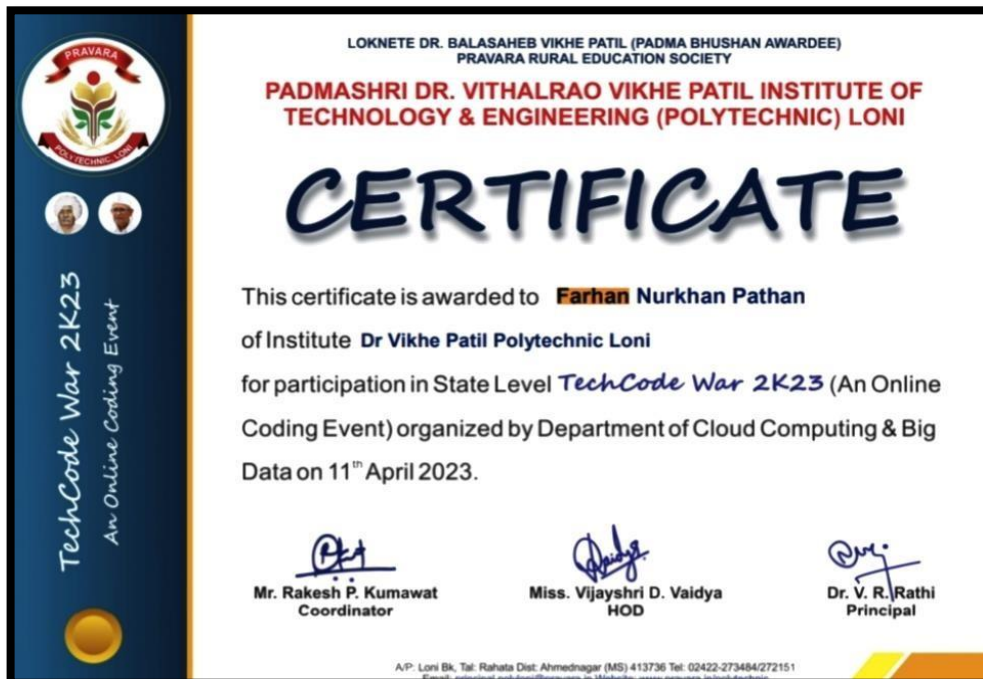 PRAVARA
POLYTECHNIC, LONI
TechCode War 2K23
An Online Coding Event
LOKNETE DR. BALASAHEB VIKHE PATIL (PADMA BHUSHAN AWARDEE)
PRAVARA RURAL EDUCATION SOCIETY
PADMASHRI DR. VITHALRAO VIKHE PATIL INSTITUTE OF
TECHNOLOGY & ENGINEERING (POLYTECHNIC) LONI
CERTIFICATE
This certificate is awarded to Farhan Nurkhan Pathan
of Institute Dr Vikhe Patil Polytechnic Loni
for participation in State Level TechCode War 2K23 (An Online
Coding Event) organized by Department of Cloud Computing & Big
Data on 11th April 2023.
Mr. Rakesh P. Kumawat
Coordinator
Miss. Vijayshri D. Vaidya
HOD
Dr. V. R. Rathi
Principal
A/P: Loni Bk, Tal: Rahata Dist: Ahmednagar (MS) 413736 Tel: 02422-273484/272151